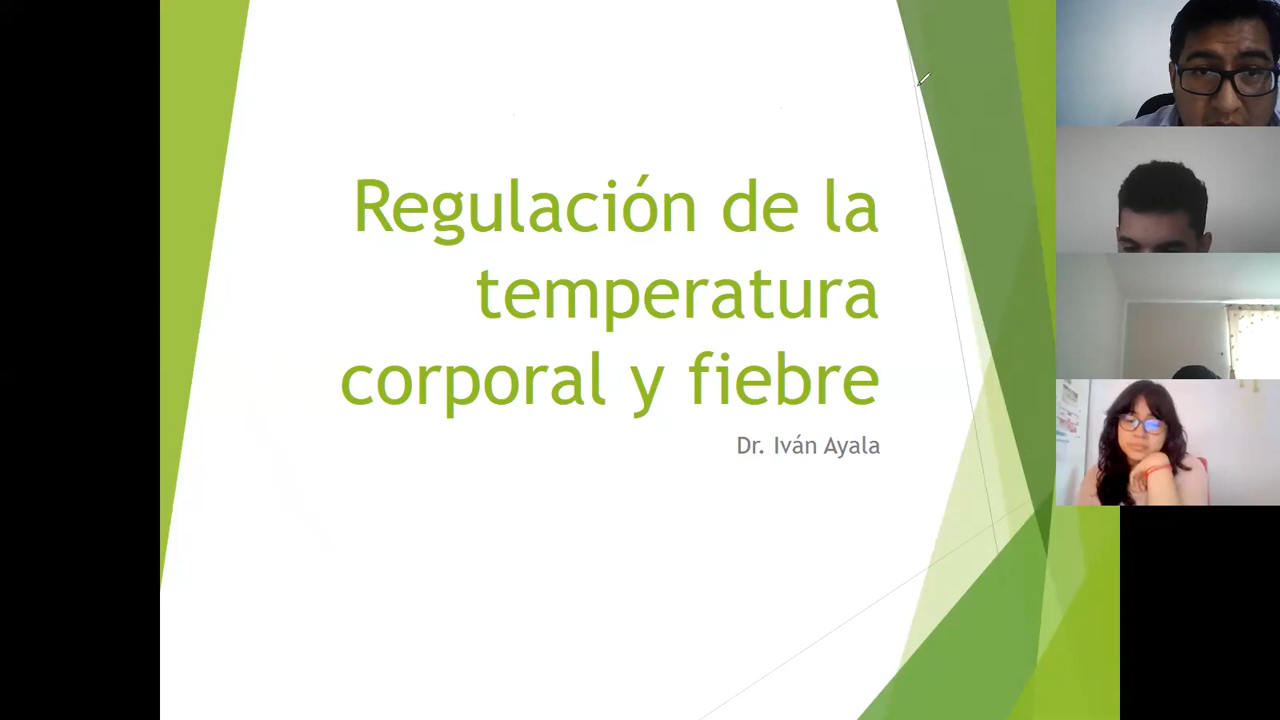 Regulación de la
temperatura
corporal y fiebre
Dr. Iván Ayala